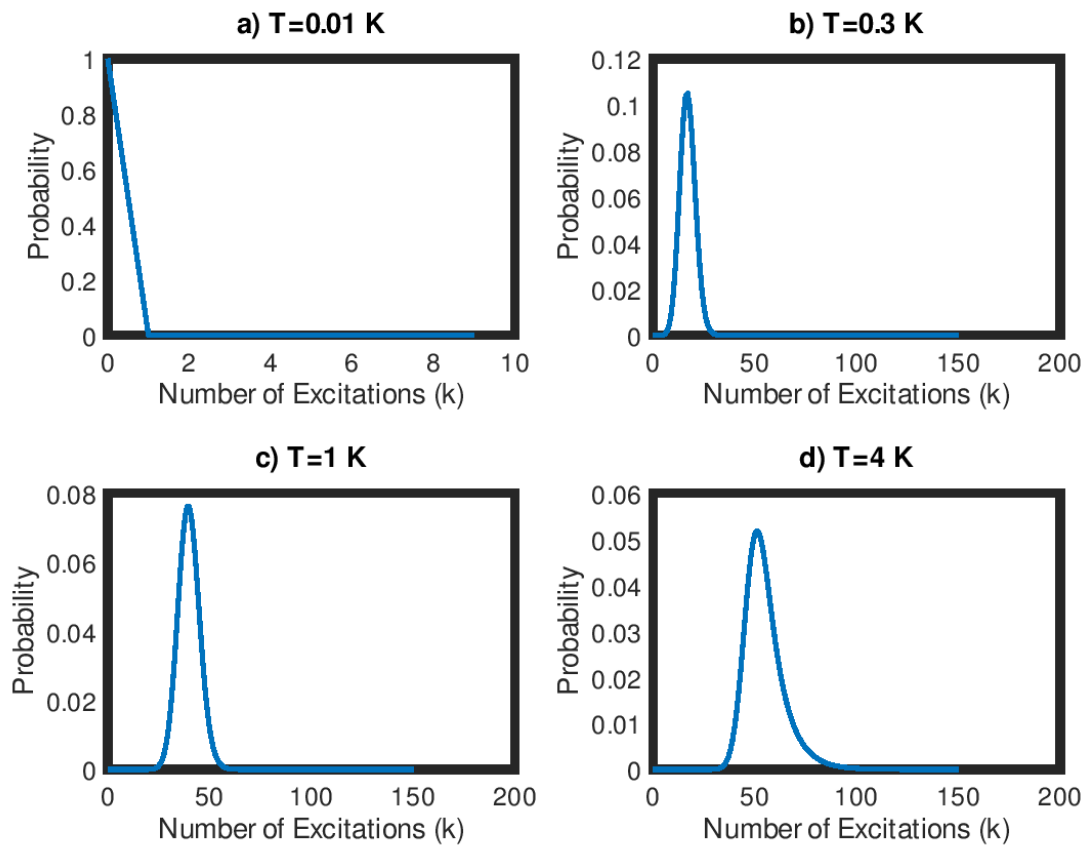 a) T=0.01 K
Probability
1
0.8
0.6
0.4
0.2
0
0 2 4 6 8 10
Number of Excitations (k)
b) T=0.3 K
Probability
0.12
0.1
0.08
0.06
0.04
0.02
0
0 50 100 150 200
Number of Excitations (k)
c) T=1 K
Probability
0.08
0.06
0.04
0.02
0
0 50 100 150 200
Number of Excitations (k)
d) T=4 K
Probability
0.06
0.05
0.04
0.03
0.02
0.01
0
0 50 100 150 200
Number of Excitations (k)